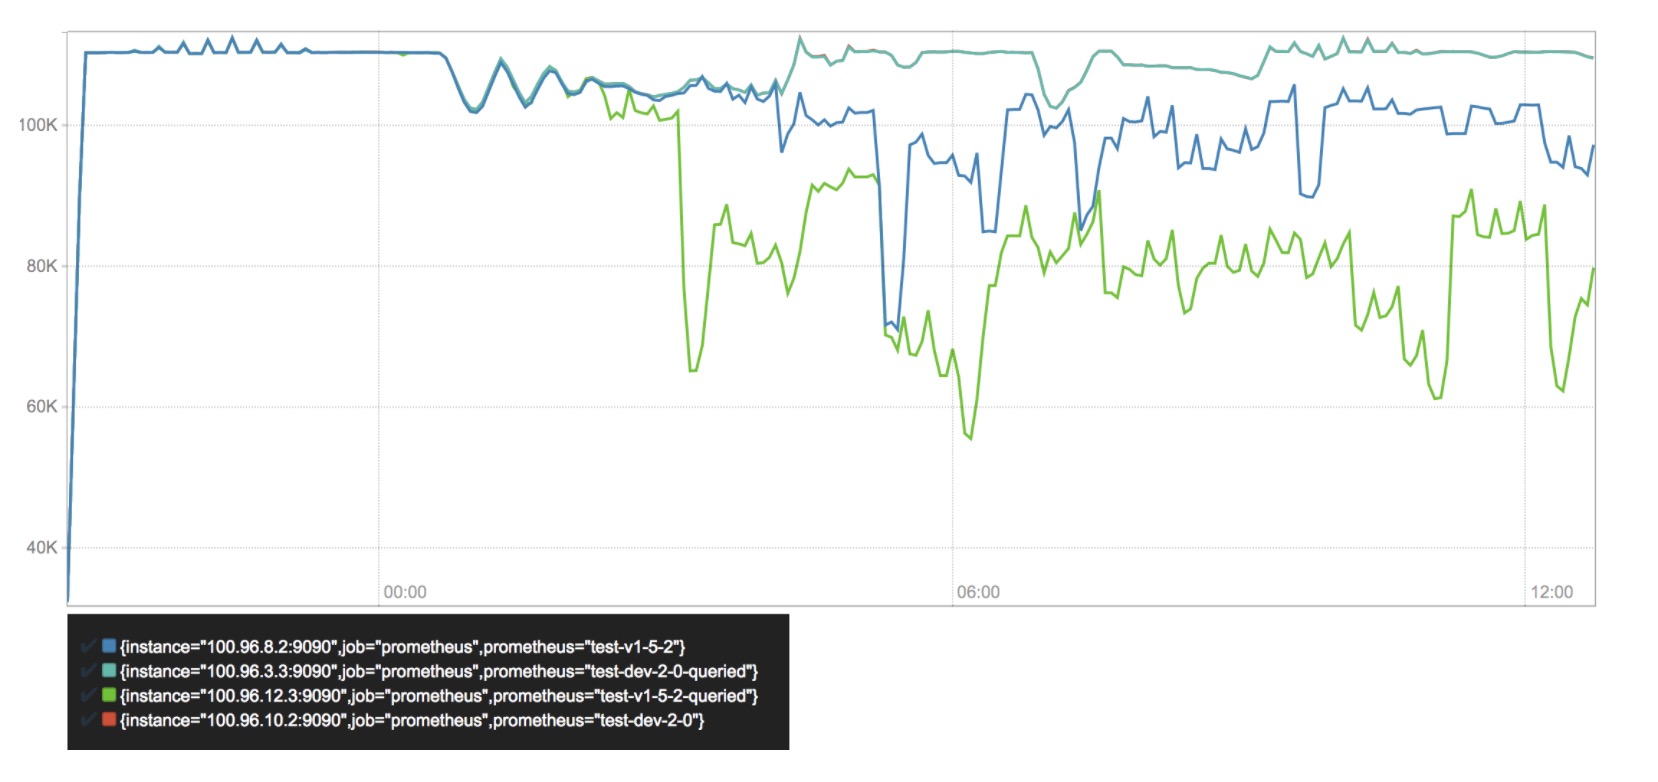 100K
80K
60K
40K
00:00 06:00 12:00
{instance="100.96.8.2:9090",job="prometheus",prometheus="test-v1-5-2"}
{instance="100.96.3.3:9090",job="prometheus",prometheus="test-dev-2-0-queried"}
{instance="100.96.12.3:9090",job="prometheus",prometheus="test-v1-5-2-queried"}
{instance="100.96.10.2:9090",job="prometheus",prometheus="test-dev-2-0"}